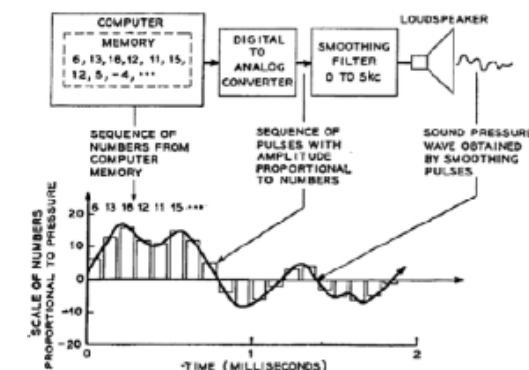 COMPUTER
MEMORY
6, 13, 16, 12, 11, 15,
12, 5, -4, ...
DIGITAL
TO
ANALOG
CONVERTER
SMOOTHING
FILTER
0 TO 5kc
LOUDSPEAKER
SEQUENCE OF
NUMBERS FROM
COMPUTER
MEMORY
SEQUENCE OF
PULSES WITH
AMPLITUDE
PROPORTIONAL
TO NUMBERS
SOUND PRESSURE
WAVE OBTAINED
BY SMOOTHING
PULSES
6 13 16 12 11 15 ....
SCALE OF NUMBERS
PROPORTIONAL TO PRESSURE
20
10
0
-10
-20
0 1 2
TIME (MILLISECONDS)